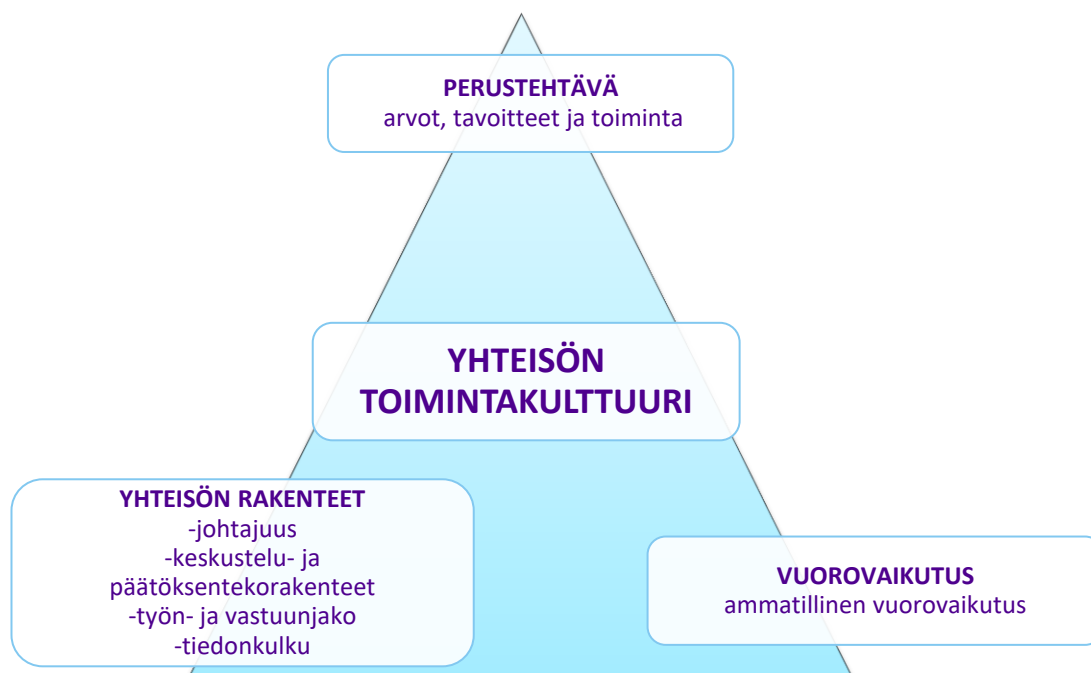 PERUSTEHTÄVÄ
arvot, tavoitteet ja toiminta
YHTEISÖN
TOIMINTAKULTTUURI
YHTEISÖN RAKENTEET
-johtajuus
-keskustelu- ja
päätöksentekorakenteet
-työn- ja vastuunjako
-tiedonkulku
VUOROVAIKUTUS
ammatillinen vuorovaikutus